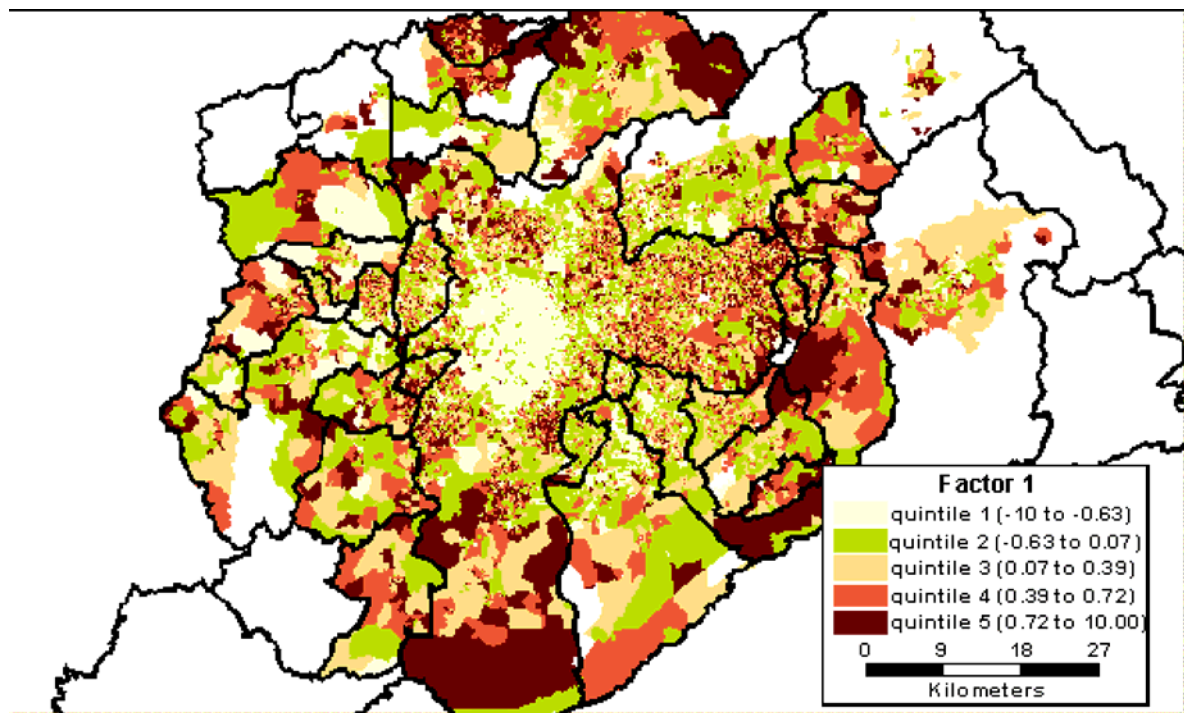 Factor 1
quintile 1 (-10 to -0.63)
quintile 2 (-0.63 to 0.07)
quintile 3 (0.07 to 0.39)
quintile 4 (0.39 to 0.72)
quintile 5 (0.72 to 10.00)
0 9 18 27
Kilometers